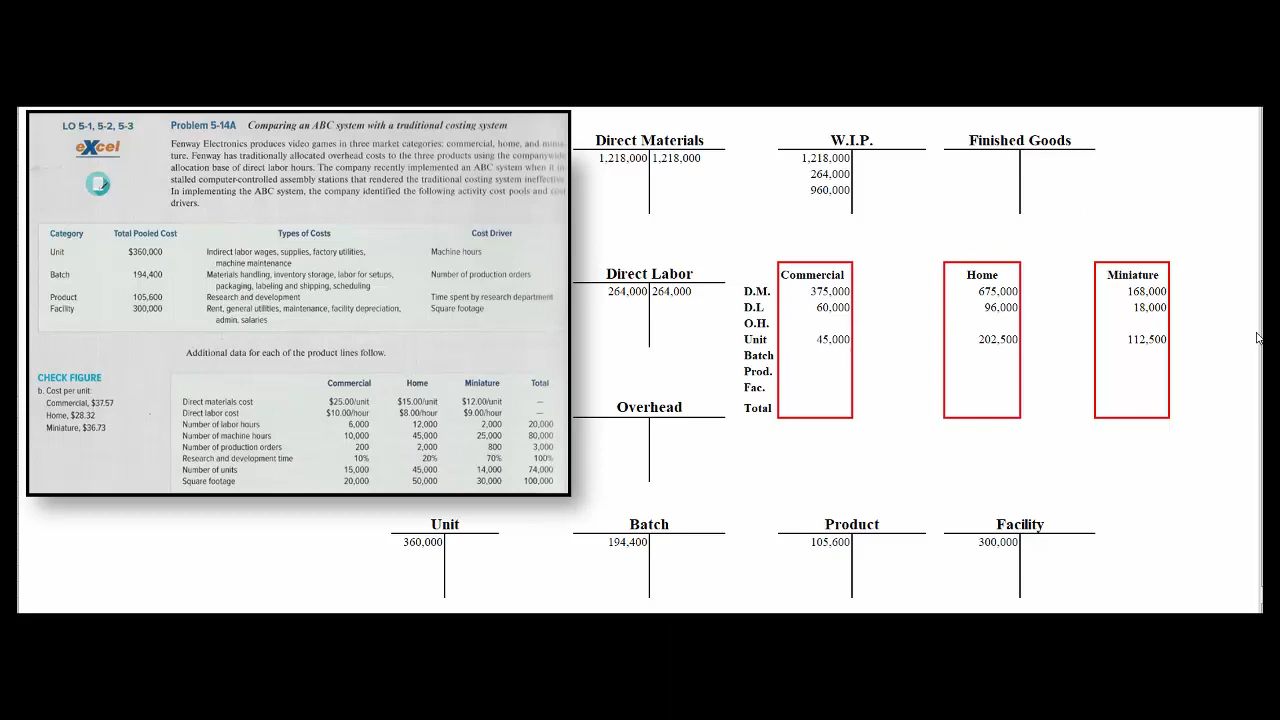 LO 5-1, 5-2, 5-3
eXcel
Problem 5-14A Comparing an ABC system with a traditional costing system
Fenway Electronics produces video games in three market categories: commercial, home, and
ture. Fenway has traditionally allocated overhead costs to the three products using the companywide
allocation base of direct labor hours. The company recently implemented an ABC system when it
stalled computer-controlled assembly stations that rendered the traditional costing system ineffective.
In implementing the ABC system, the company identified the following activity cost pools and cost
drivers.
Category Total Pooled Cost Types of Costs Cost Driver
Unit $360,000 Indirect labor wages, supplies, factory utilities, Machine hours
machine maintenance
Batch 194,400 Materials handling, inventory storage, labor for setups, Number of production orders
packaging, labeling and shipping, scheduling
Product 105,600 Research and development Time spent by research department
Facility 300,000 Rent, general utilities, maintenance, facility depreciation, Square footage
admin. salaries
Additional data for each of the product lines follow.
CHECK FIGURE
b. Cost per unit:
Commercial, $37.57
Home, $28.32
Miniature, $36.73
Commercial Home Miniature Total
Direct materials cost $25.00/unit $15.00/unit $12.00/unit —
Direct labor cost $10.00/hour $8.00/hour $9.00/hour —
Number of labor hours 6,000 12,000 2,000 20,000
Number of machine hours 10,000 45,000 25,000 80,000
Number of production orders 200 2,000 800 3,000
Research and development time 10% 20% 70% 100%
Number of units 15,000 45,000 14,000 74,000
Square footage 20,000 50,000 30,000 100,000
Direct Materials
1,218,000 1,218,000
W.I.P.
1,218,000
264,000
960,000
Finished Goods
Direct Labor
264,000 264,000
Commercial Home Miniature
D.M. 375,000 675,000 168,000
D.L 60,000 96,000 18,000
O.H.
Unit 45,000 202,500 112,500
Batch
Prod.
Fac.
Total
Overhead
Unit
360,000
Batch
194,400
Product
105,600
Facility
300,000